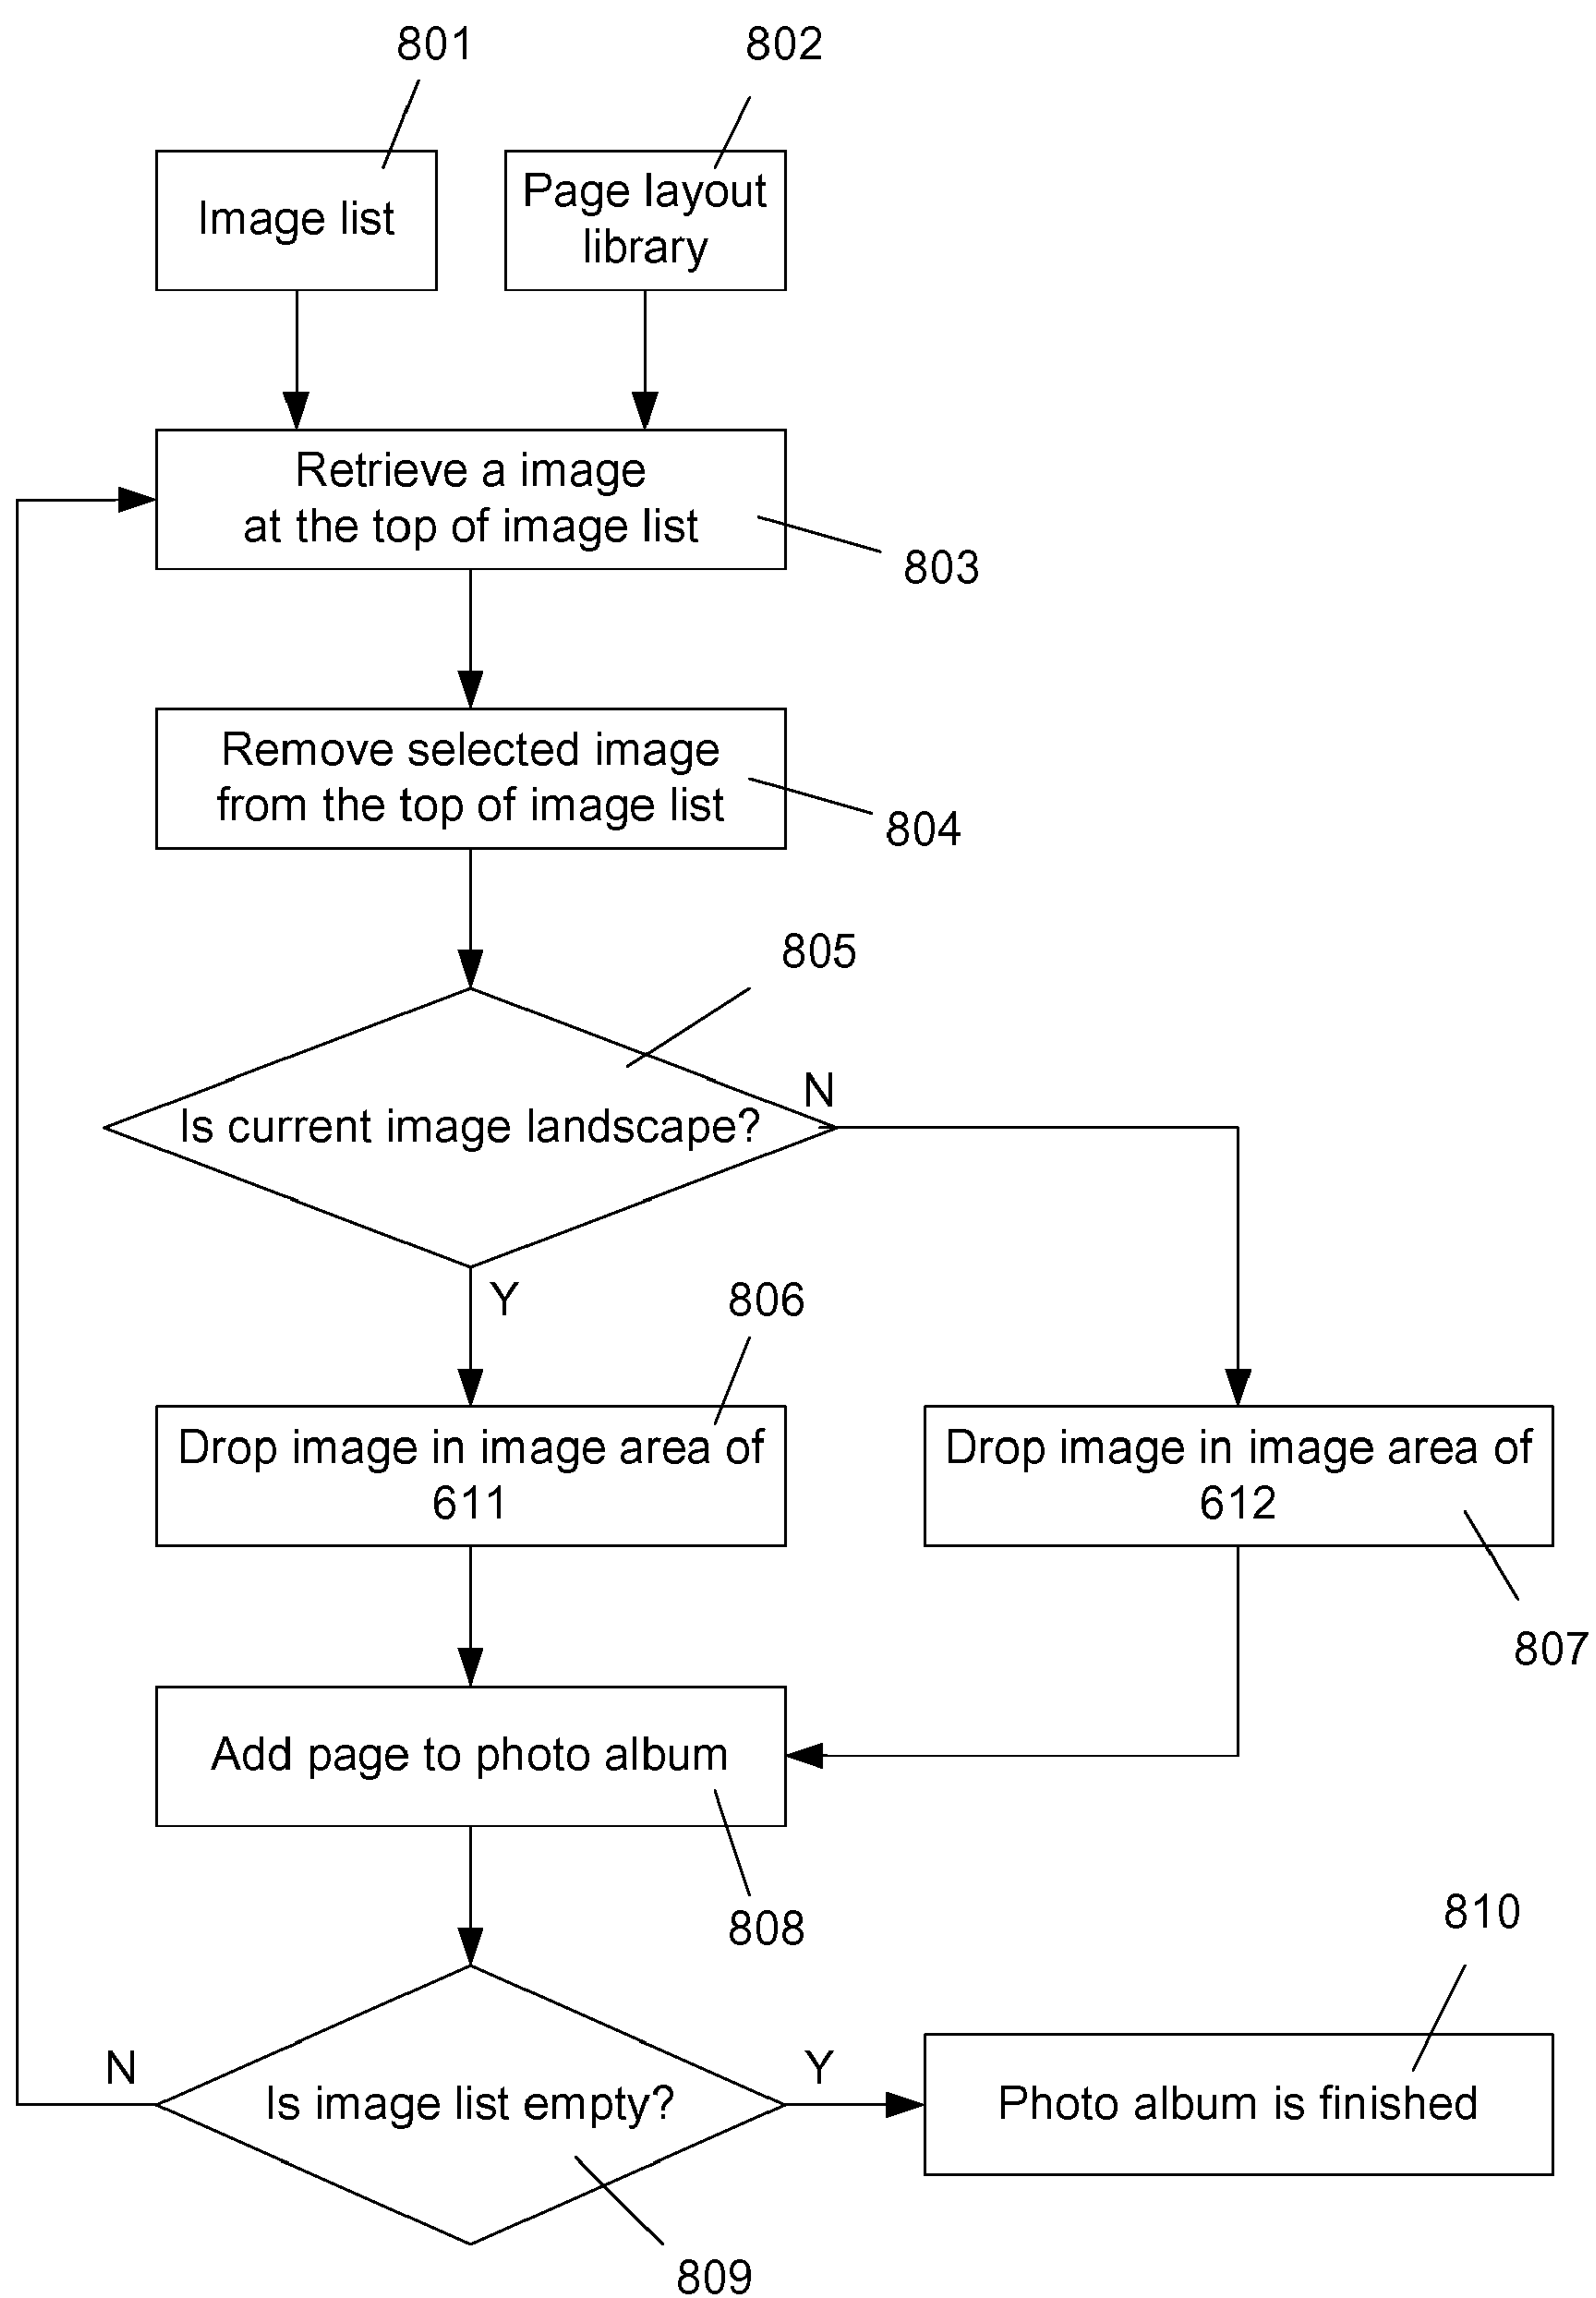 801
802
Image list
Page layout
library
Retrieve a image
at the top of image list
803
Remove selected image
from the top of image list
804
805
Is current image landscape?
N
Y
806
Drop image in image area of
611
Drop image in image area of
612
807
Add page to photo album
808
810
N
Is image list empty?
Y
Photo album is finished
809